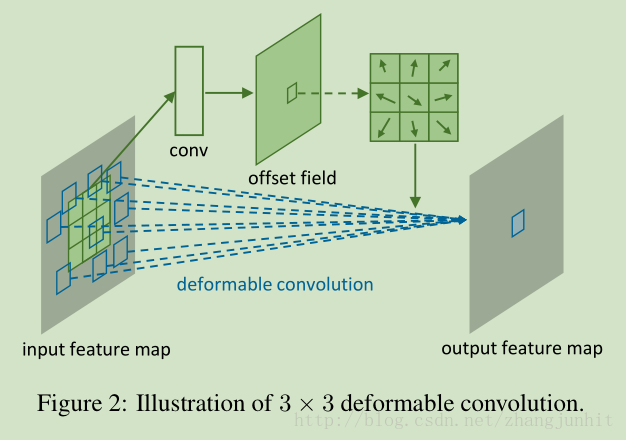 conv
offset field
deformable convolution
input feature map
output feature map
Figure 2: Illustration of 3 × 3 deformable convolution.
http://blog.csdn.net/zhangjunhit